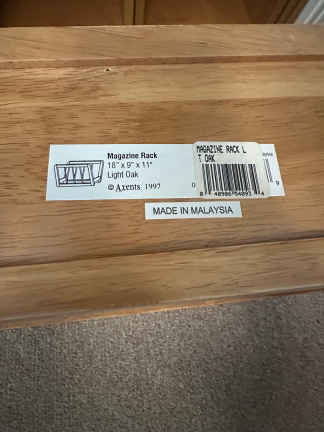 Magazine Rack
16" x 9" x 11"
Light Oak
© Axents 1997
MAGAZINE RACK L
T OAK
MADE IN MALAYSIA